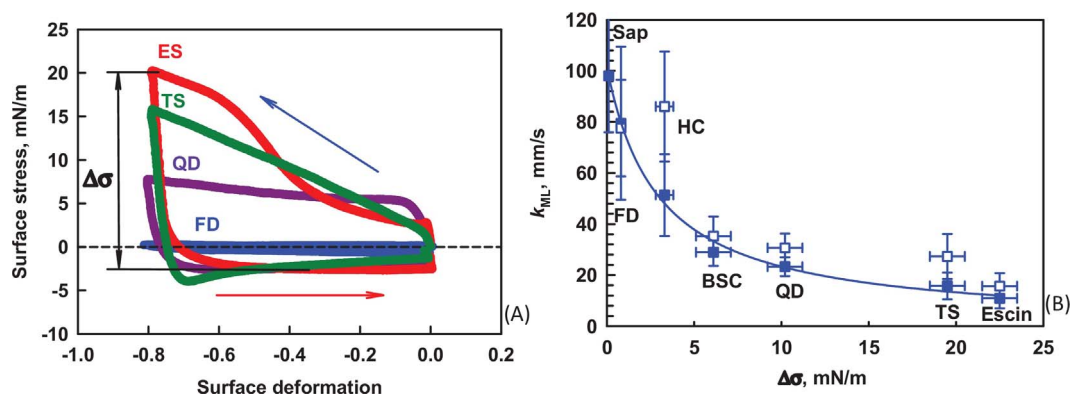 25
20
15
10
5
0
-5
-10
Surface stress, mN/m
ES
TS
QD
FD
Δσ
-1.0 -0.8 -0.6 -0.4 -0.2 0.0 0.2
Surface deformation
(A)
120
100
80
60
40
20
0
kML, mm/s
Sap
HC
FD
BSC
QD
TS
Escin
(B)
0 5 10 15 20 25
Δσ, mN/m